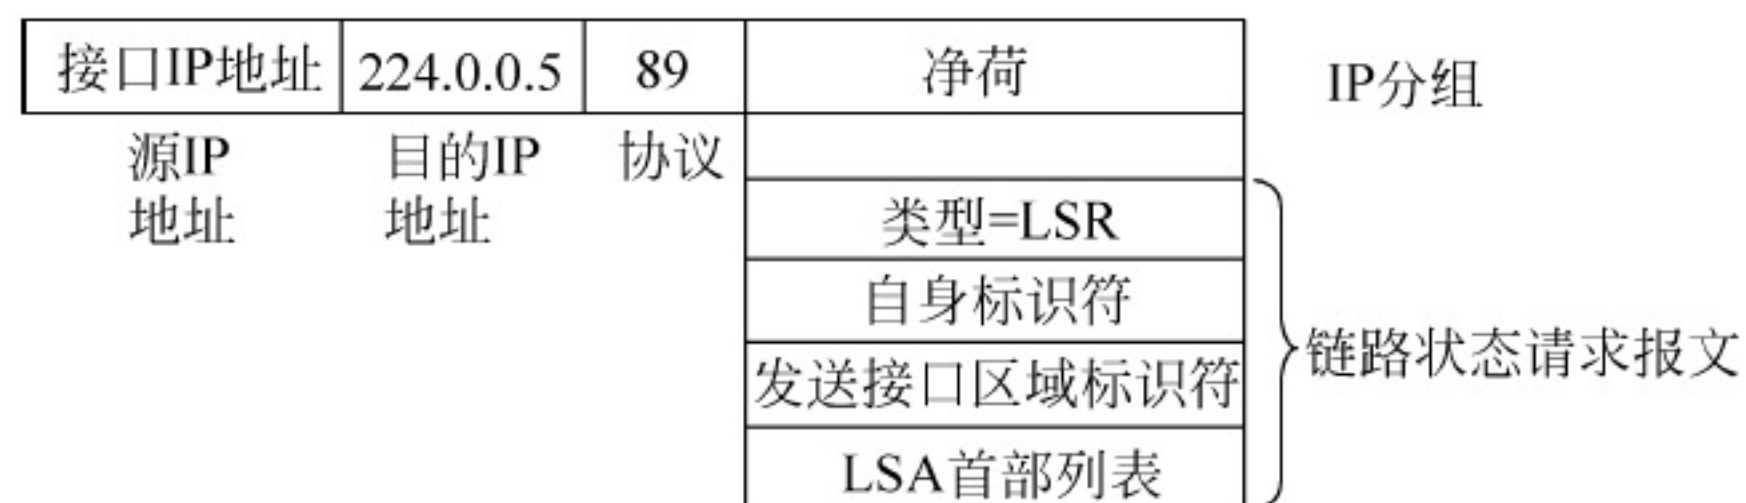 接口IP地址 224.0.0.5 89 净荷 IP分组
源IP 目的IP 协议
地址 地址
类型=LSR
自身标识符
链路状态请求报文
发送接口区域标识符
LSA首部列表